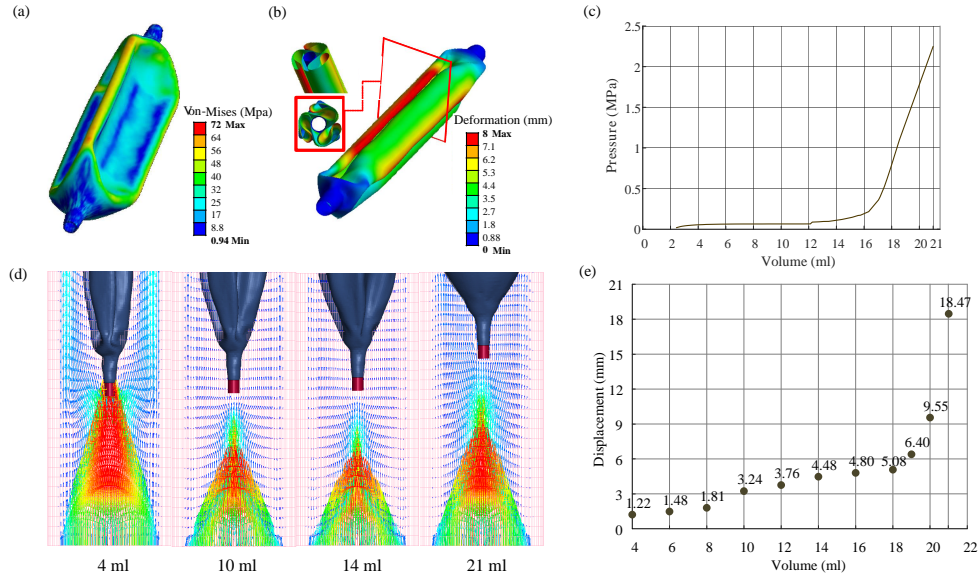 (a)
Von-Mises (Mpa)
72 Max
64
56
48
40
32
25
17
8.8
0.94 Min
(b)
Deformation (mm)
8 Max
7.1
6.2
5.3
4.4
3.5
2.7
1.8
0.88
0 Min
(c)
Pressure (MPa)
2.5
2
1.5
1
0.5
0
0 2 4 6 8 10 12 14 16 18 20 21
Volume (ml)
(d)
4 ml 10 ml 14 ml 21 ml
(e)
Displacement (mm)
21
18
15
12
9
6
3
0
1.22 1.48 1.81 3.24 3.76 4.48 4.80 5.08 6.40 9.55 18.47
4 6 8 10 12 14 16 18 20 22
Volume (ml)